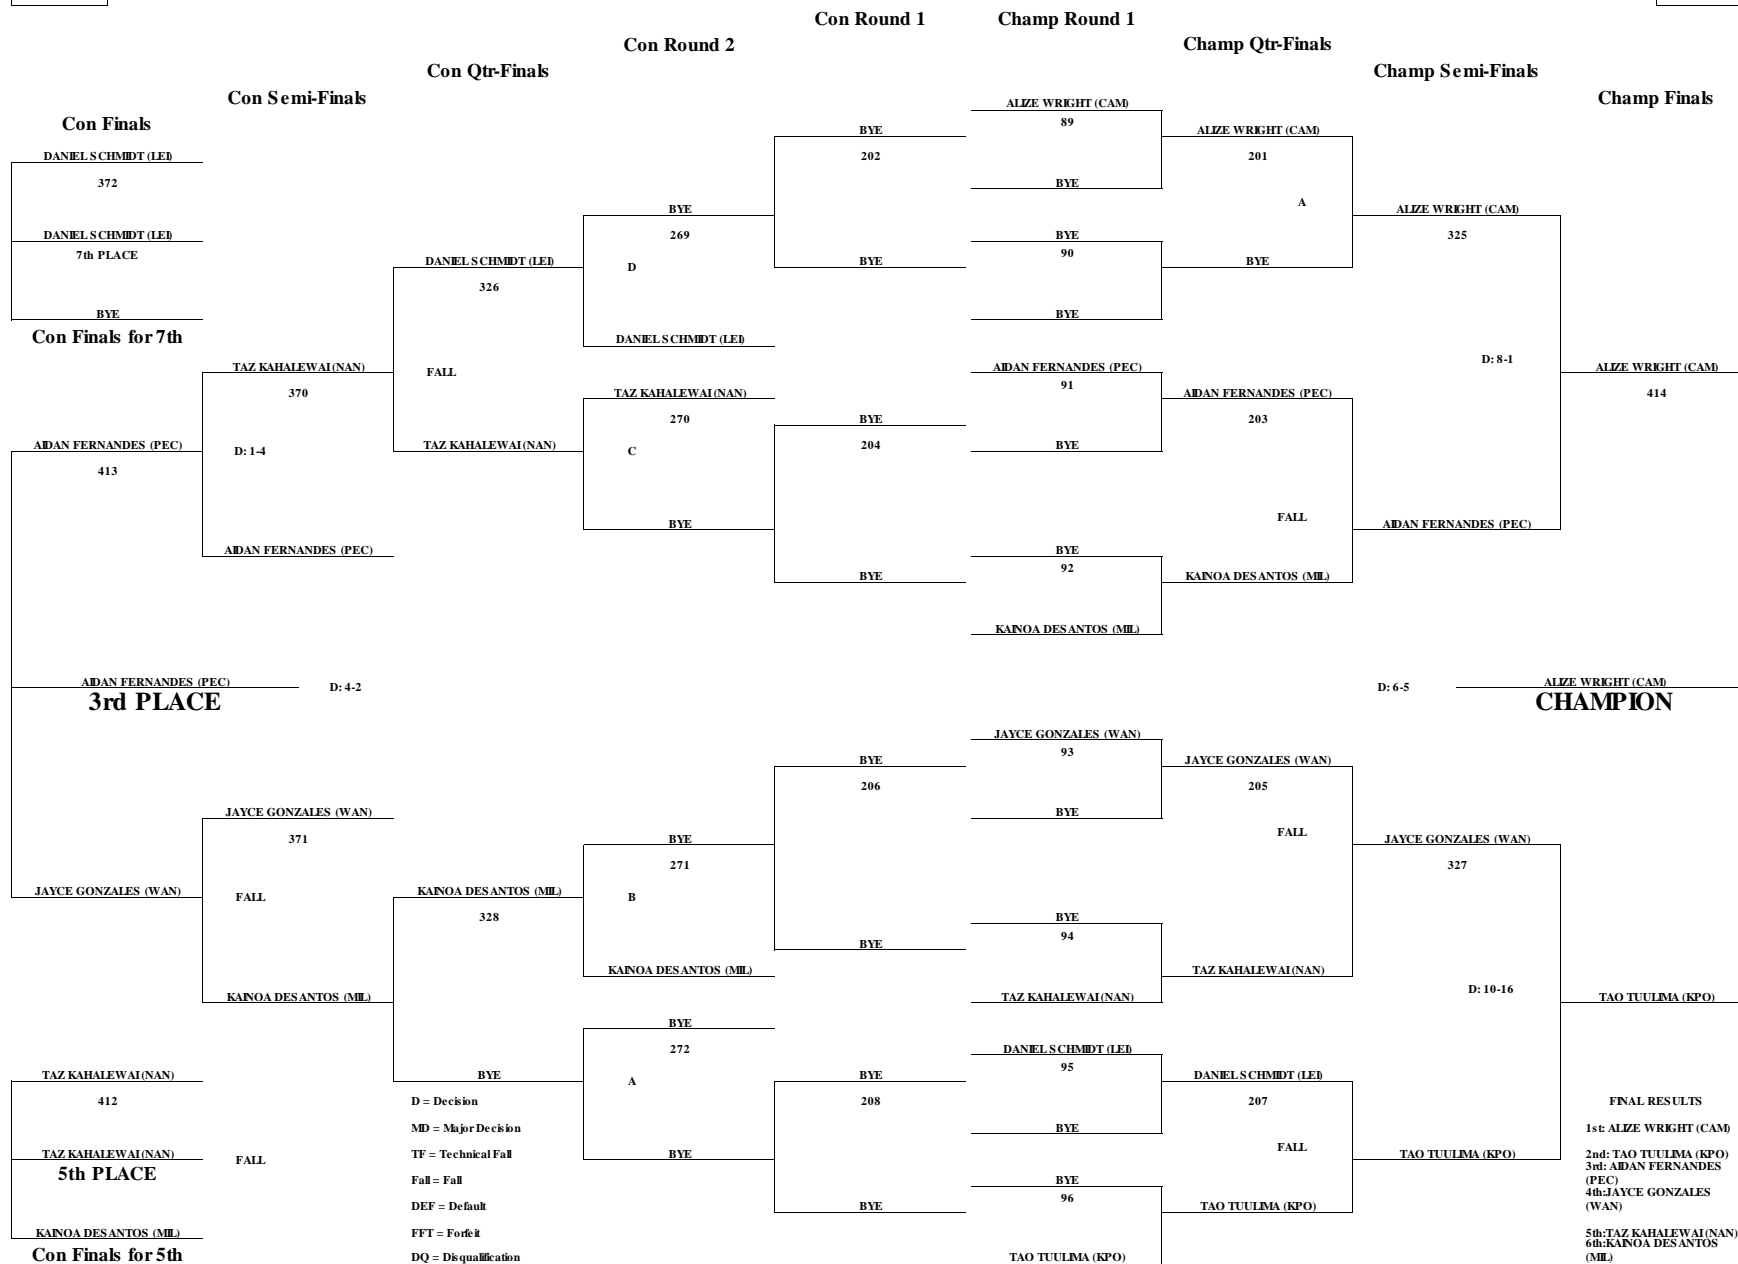 Con Round 1
Champ Round 1
Con Round 2
Champ Qtr-Finals
Con Qtr-Finals
Champ Semi-Finals
Con Semi-Finals
Champ Finals
Con Finals
DANIEL SCHMIDT (LEI)
372
DANIEL SCHMIDT (LEI)
7th PLACE
BYE
Con Finals for 7th
AIDAN FERNANDES (PEC)
413
AIDAN FERNANDES (PEC)
3rd PLACE
D: 4-2
JAYCE GONZALES (WAN)
TAZ KAHALEWAI (NAN)
412
TAZ KAHALEWAI (NAN)
5th PLACE
FALL
KAINOA DESANTOS (MIL)
Con Finals for 5th
TAZ KAHALEWAI (NAN)
370
D: 1-4
AIDAN FERNANDES (PEC)
JAYCE GONZALES (WAN)
371
FALL
KAINOA DESANTOS (MIL)
DANIEL SCHMIDT (LEI)
326
FALL
TAZ KAHALEWAI (NAN)
KAINOA DESANTOS (MIL)
328
BYE
D = Decision
MD = Major Decision
TF = Technical Fall
Fall = Fall
DEF = Default
FFT = Forfeit
DQ = Disqualification
BYE
269
D
DANIEL SCHMIDT (LEI)
TAZ KAHALEWAI (NAN)
270
C
BYE
BYE
271
B
KAINOA DESANTOS (MIL)
BYE
272
A
BYE
BYE
202
BYE
BYE
204
BYE
BYE
206
BYE
BYE
208
BYE
ALIZE WRIGHT (CAM)
89
BYE
BYE
90
BYE
AIDAN FERNANDES (PEC)
91
BYE
BYE
92
KAINOA DESANTOS (MIL)
JAYCE GONZALES (WAN)
93
BYE
BYE
94
TAZ KAHALEWAI (NAN)
DANIEL SCHMIDT (LEI)
95
BYE
BYE
96
TAO TUULIMA (KPO)
ALIZE WRIGHT (CAM)
201
A
BYE
AIDAN FERNANDES (PEC)
203
FALL
KAINOA DESANTOS (MIL)
JAYCE GONZALES (WAN)
205
FALL
TAZ KAHALEWAI (NAN)
DANIEL SCHMIDT (LEI)
207
FALL
TAO TUULIMA (KPO)
ALIZE WRIGHT (CAM)
325
D: 8-1
AIDAN FERNANDES (PEC)
JAYCE GONZALES (WAN)
327
D: 10-16
TAO TUULIMA (KPO)
ALIZE WRIGHT (CAM)
414
D: 6-5
ALIZE WRIGHT (CAM)
CHAMPION
TAO TUULIMA (KPO)
FINAL RESULTS
1st: ALIZE WRIGHT (CAM)
2nd: TAO TUULIMA (KPO)
3rd: AIDAN FERNANDES
(PEC)
4th:JAYCE GONZALES
(WAN)
5th:TAZ KAHALEWAI (NAN)
6th:KAINOA DESANTOS
(MIL)